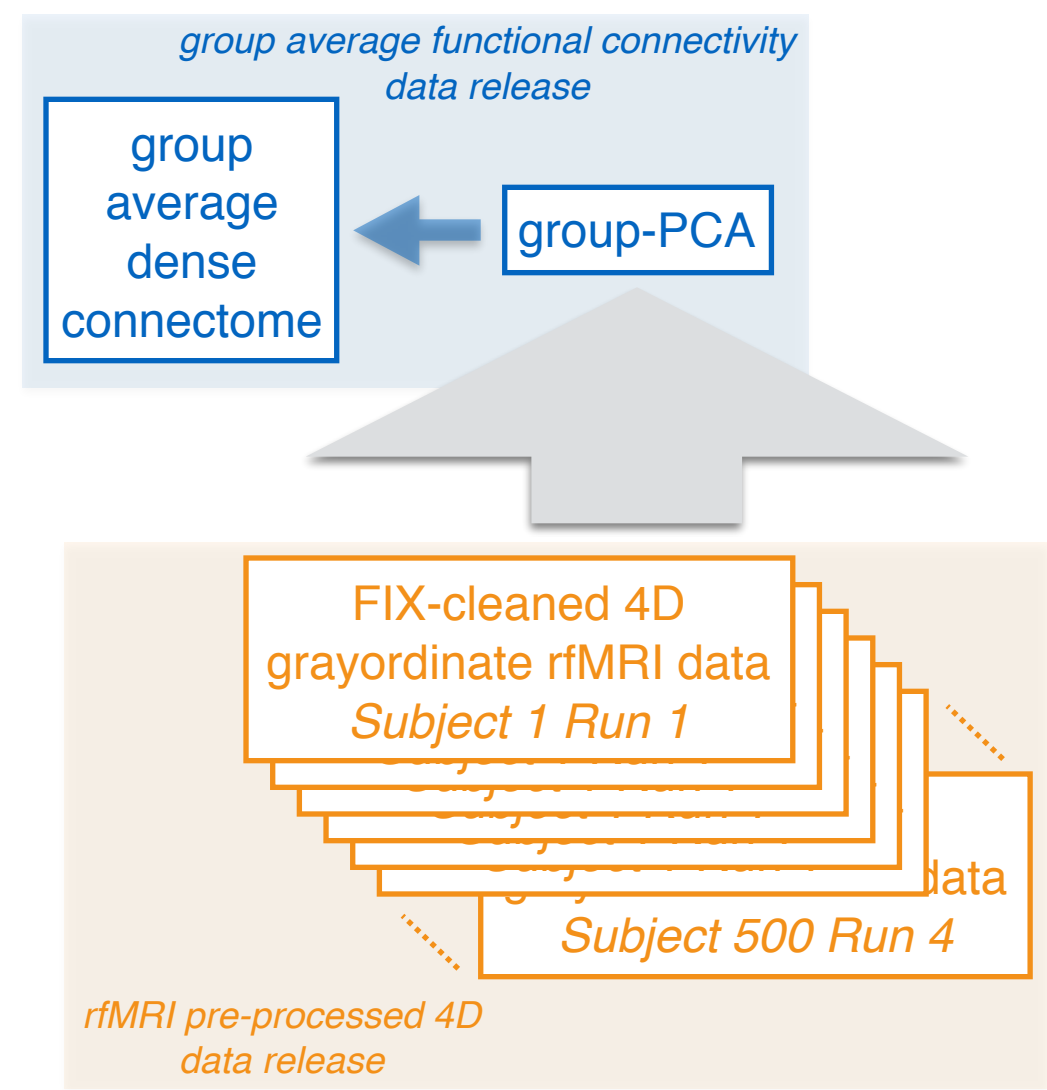 group average functional connectivity
data release
group
average
dense
connectome
group-PCA
FIX-cleaned 4D
grayordinate rfMRI data
Subject 1 Run 1
data
Subject 500 Run 4
rfMRI pre-processed 4D
data release